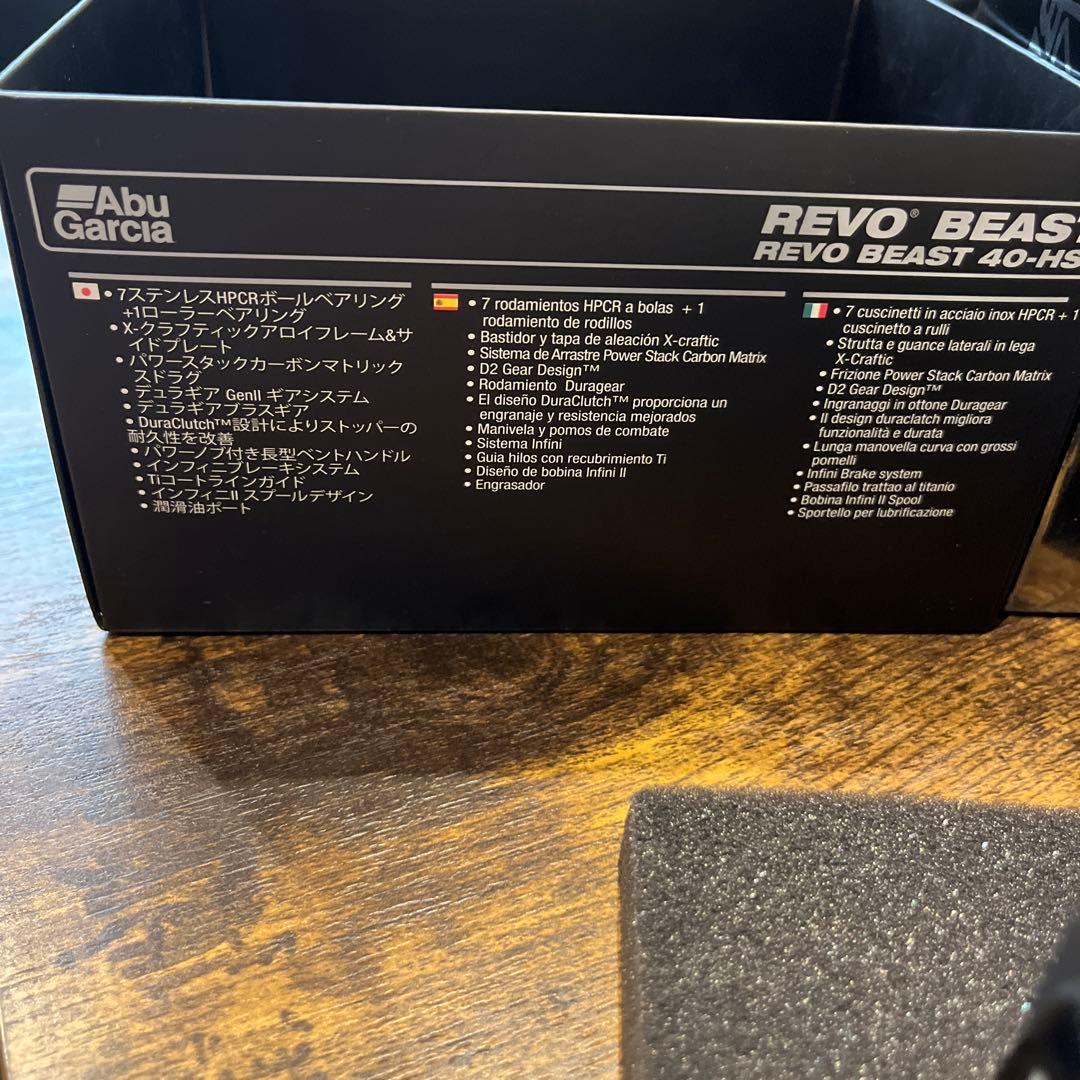 Abu
Garcia
REVO® BEAST
REVO BEAST 40-HS
• 7ステンレスHPCRボールベアリング
+1ローラーベアリング
• X-クラフティックアロイフレーム&サ
イドプレート
• パワースタックカーボンマトリック
スドラグ
• デュラギア GenII ギアシステム
• デュラギアブラスギア
• DuraClutch™設計によりストッパーの
耐久性を改善
• パワーノブ付き長型ベントハンドル
• インフィニブレーキシステム
• Tiコートラインガイド
• インフィニII スプールデザイン
• 潤滑油ポート
• 7 rodamientos HPCR a bolas + 1
rodamiento de rodillos
• Bastidor y tapa de aleación X-craftic
• Sistema de Arrastre Power Stack Carbon Matrix
• D2 Gear Design™
• Rodamiento Duragear
• El diseño DuraClutch™ proporciona un
engranaje y resistencia mejorados
• Manivela y pomos de combate
• Sistema Infini
• Guia hilos con recubrimiento Ti
• Diseño de bobina Infini II
• Engrasador
• 7 cuscinetti in acciaio inox HPCR + 1
cuscinetto a rulli
• Strutta e guance laterali in lega
X-Craftic
• Frizione Power Stack Carbon Matrix
• D2 Gear Design™
• Ingranaggi in ottone Duragear
• Il design duraclatch migliora
funzionalità e durata
• Lunga manovella curva con grossi
pomelli
• Infini Brake system
• Passafilo trattao al titanio
• Bobina Infini II Spool
• Sportello per lubrificazione